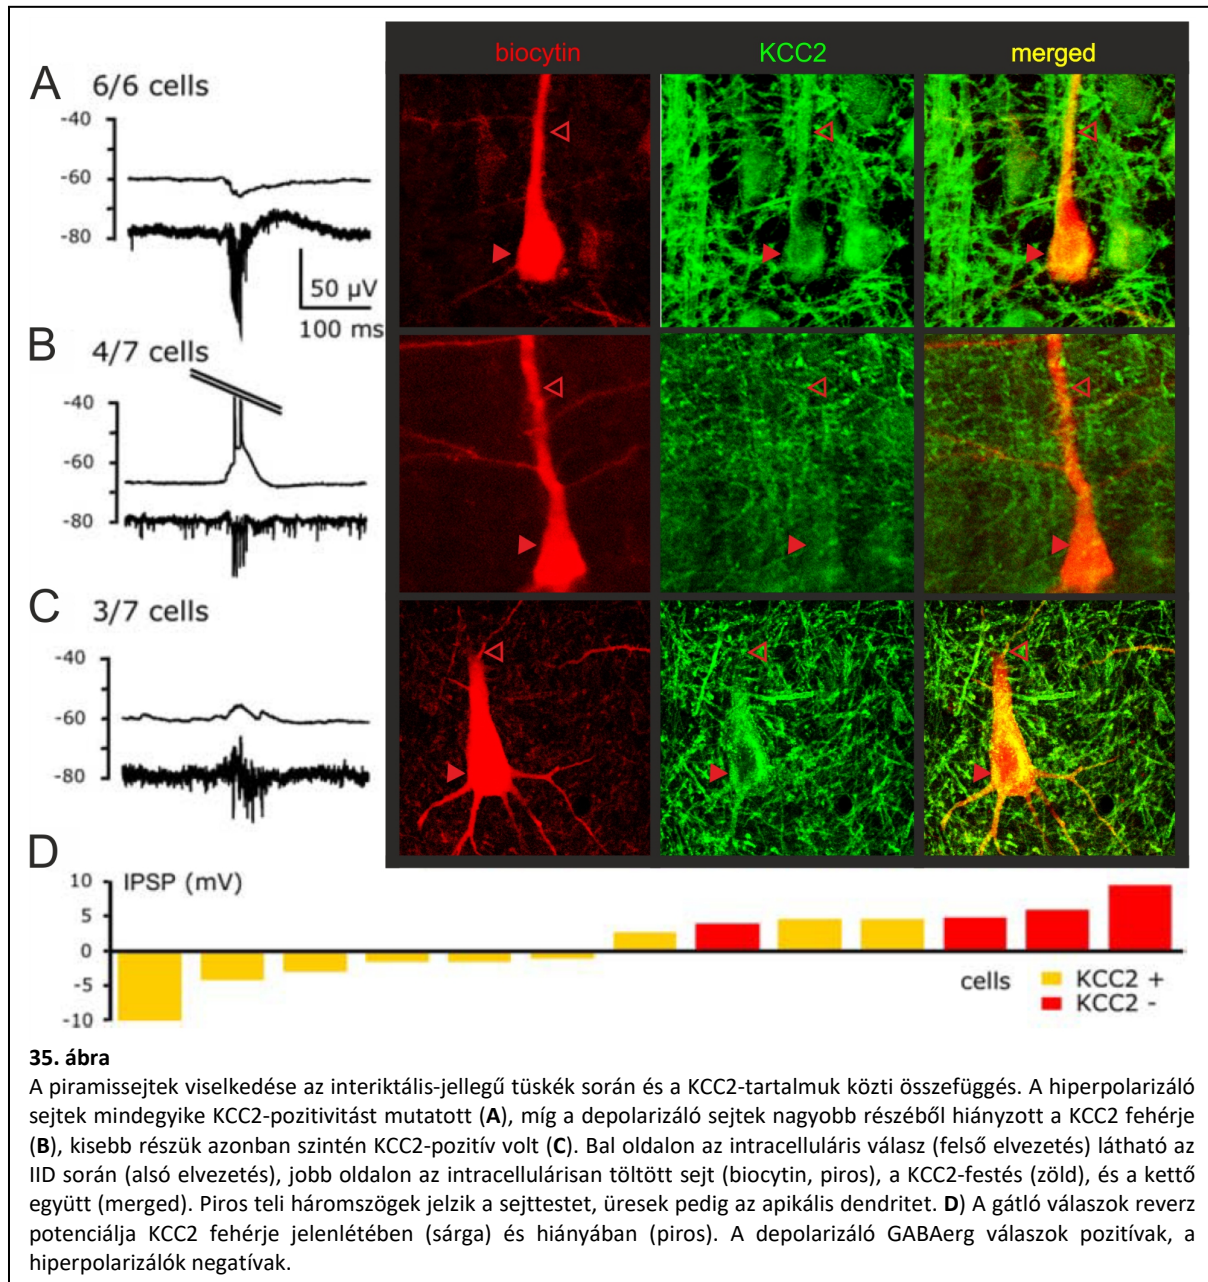 biocytin
KCC2
merged
A
6/6 cells
-40
-60
-80
50 µV
100 ms
B
4/7 cells
-40
-60
-80
C
3/7 cells
-40
-60
-80
D
10
5
0
-5
-10
IPSP (mV)
cells
KCC2 +
KCC2 -
35. ábra
A piramissejtek viselkedése az interiktális-jellegű tüskék során és a KCC2-tartalmuk közti összefüggés. A hiperpolarizáló
sejtek mindegyike KCC2-pozitivitást mutatott (A), míg a depolarizáló sejtek nagyobb részéből hiányzott a KCC2 fehérje
(B), kisebb részük azonban szintén KCC2-pozitív volt (C). Bal oldalon az intracelluláris válasz (felső elvezetés) látható az
IID során (alsó elvezetés), jobb oldalon az intracellulárisan töltött sejt (biocytin, piros), a KCC2-festés (zöld), és a kettő
együtt (merged). Piros teli háromszögek jelzik a sejttestet, üresek pedig az apikális dendritet. D) A gátló válaszok reverz
potenciálja KCC2 fehérje jelenlétében (sárga) és hiányában (piros). A depolarizáló GABAerg válaszok pozitívak, a
hiperpolarizálók negatívak.